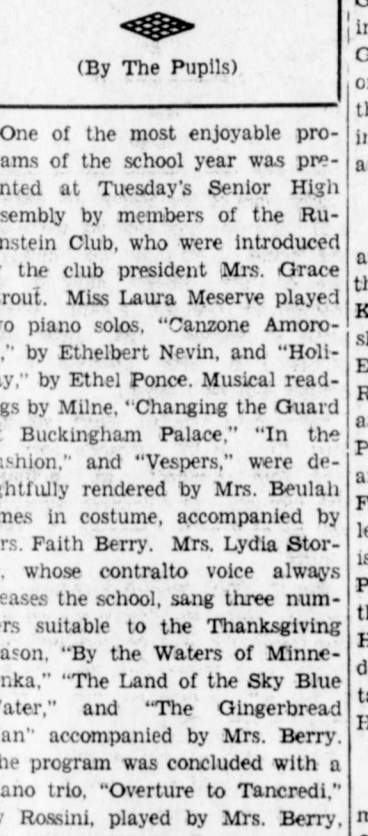 (By The Pupils)
One of the most enjoyable pro-
ams of the school year was pre-
nted at Tuesday's Senior High
sembly by members of the Ru-
nstein Club, who were introduced
the club president Mrs. Grace
rout. Miss Laura Meserve played
o piano solos, "Canzone Amoro-
," by Ethelbert Nevin, and "Holi-
y," by Ethel Ponce. Musical read-
gs by Milne, "Changing the Guard
Buckingham Palace," "In the
shion," and "Vespers," were de-
ghtfully rendered by Mrs. Beulah
mes in costume, accompanied by
rs. Faith Berry. Mrs. Lydia Stor-
, whose contralto voice always
eases the school, sang three num-
rs suitable to the Thanksgiving
ason, "By the Waters of Minne-
nka," "The Land of the Sky Blue
ater," and "The Gingerbread
an" accompanied by Mrs. Berry.
he program was concluded with a
ano trio, "Overture to Tancredi,"
Rossini, played by Mrs. Berry,